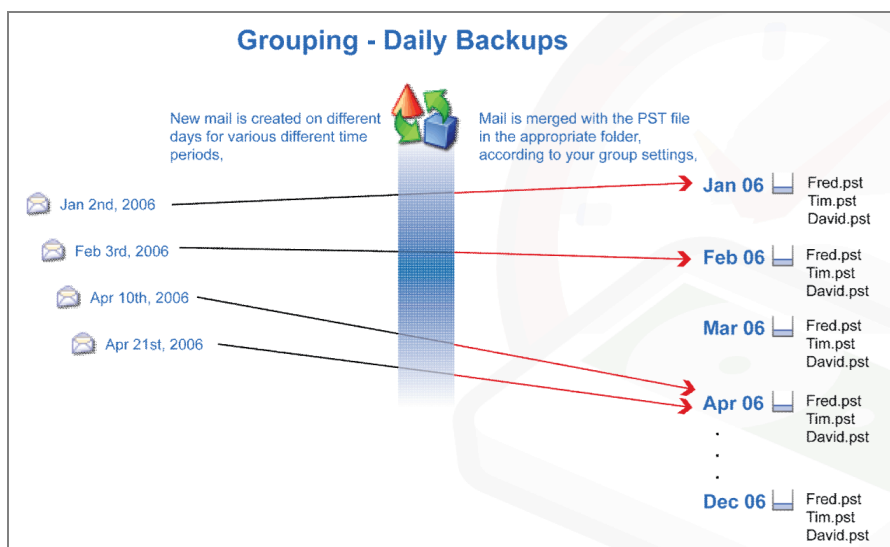 Grouping - Daily Backups
New mail is created on different
days for various different time
periods,
Mail is merged with the PST file
in the appropriate folder,
according to your group settings,
Jan 2nd, 2006
Feb 3rd, 2006
Apr 10th, 2006
Apr 21st, 2006
Jan 06
Fred.pst
Tim.pst
David.pst
Feb 06
Fred.pst
Tim.pst
David.pst
Mar 06
Fred.pst
Tim.pst
David.pst
Apr 06
Fred.pst
Tim.pst
David.pst
.
.
.
Dec 06
Fred.pst
Tim.pst
David.pst